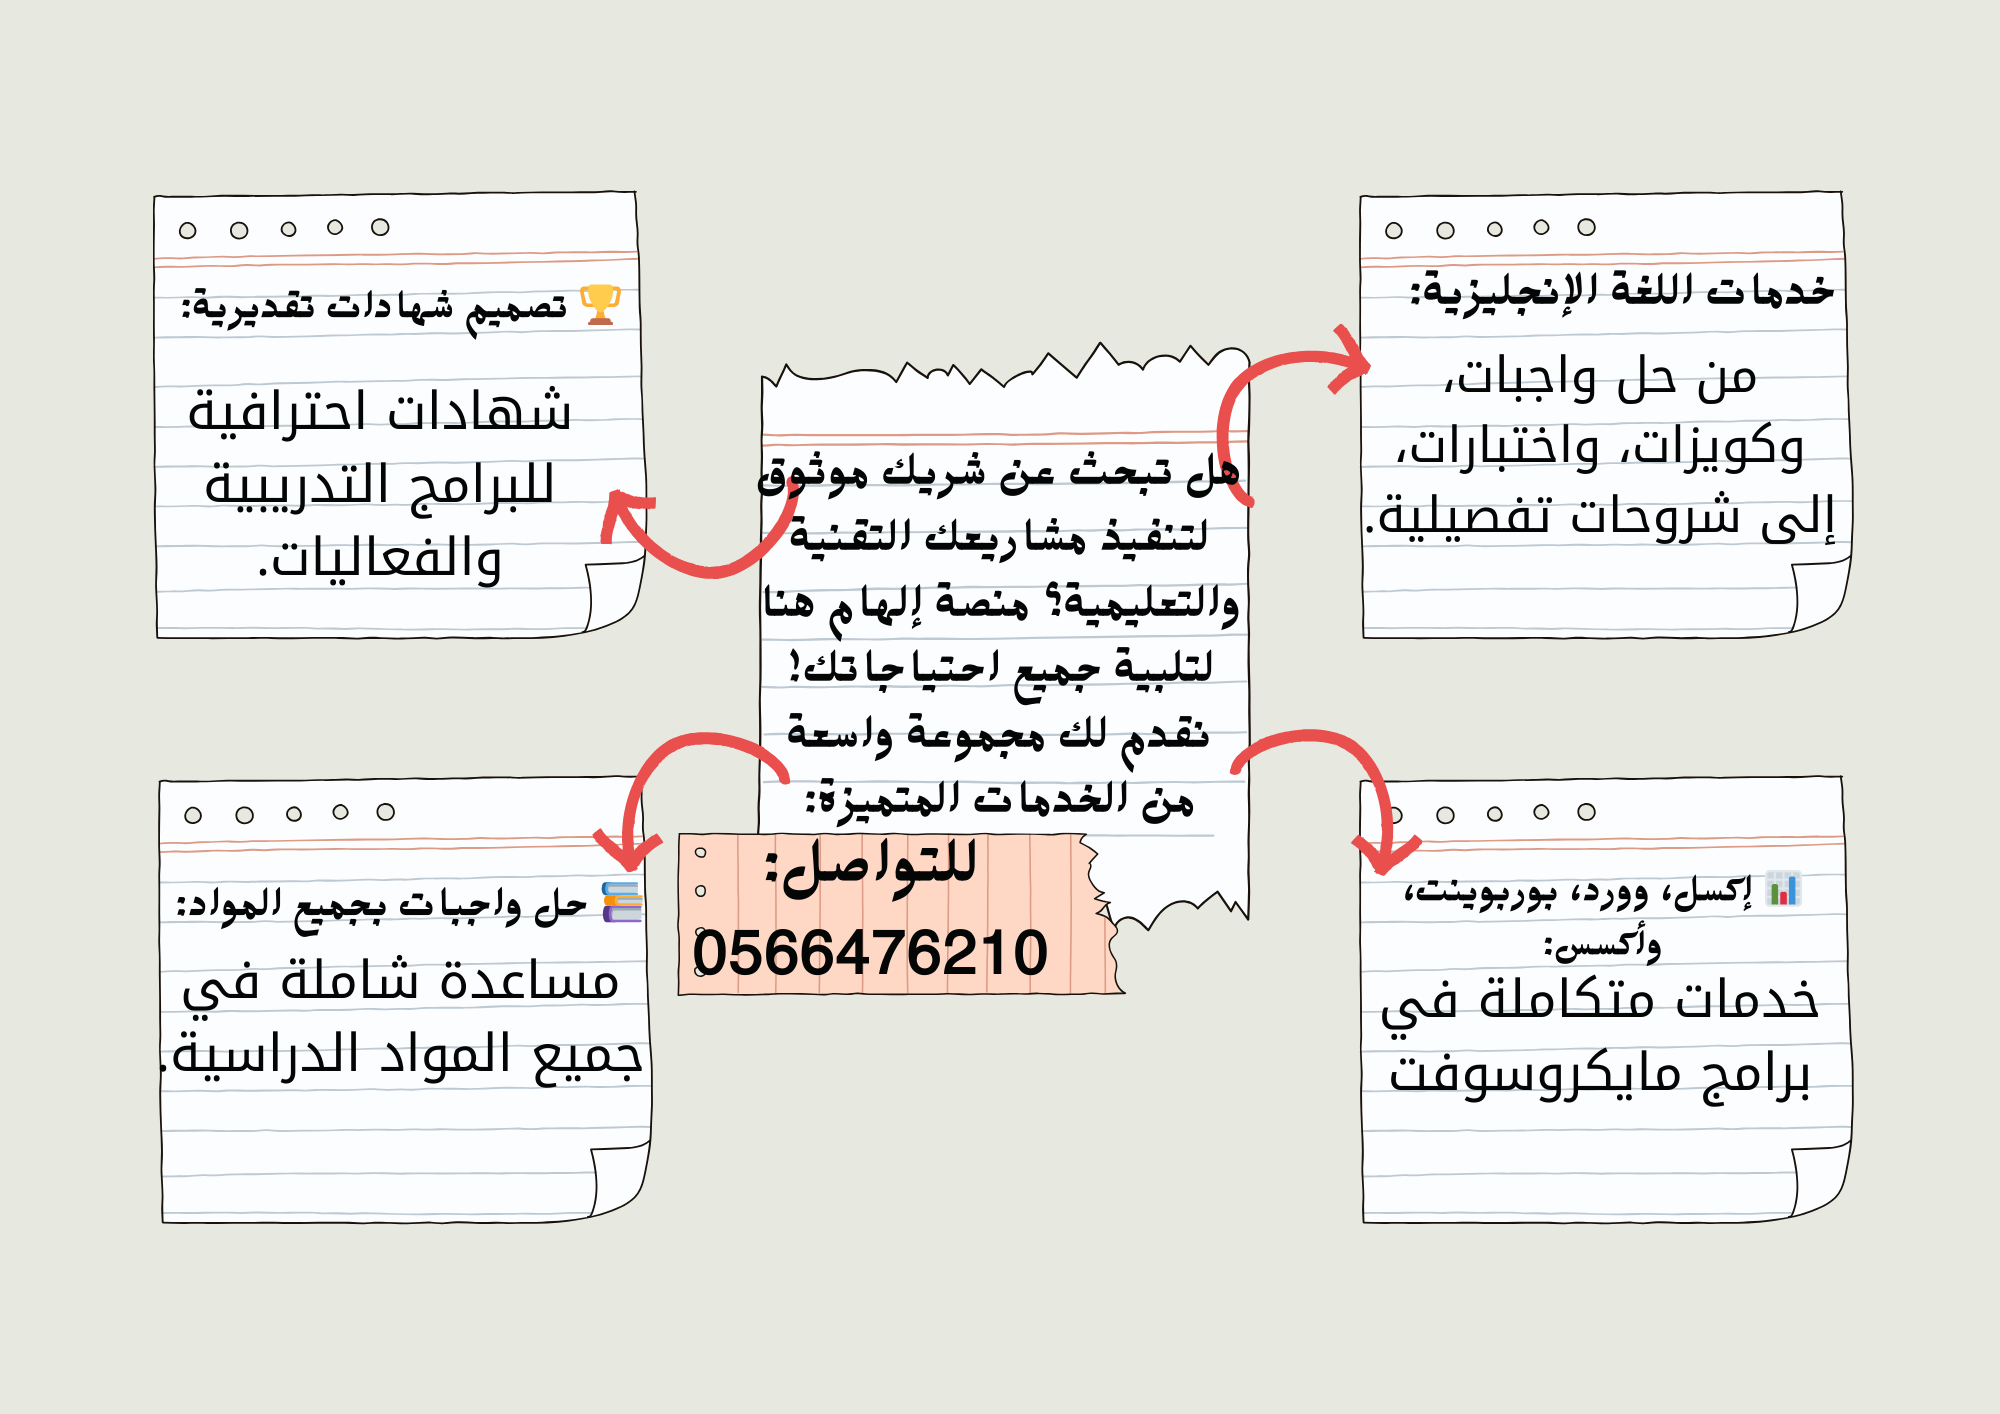 هل تبحث عن شريك موثوق
لتنفيذ مشاريعك التقنية
والتعليمية؟ منصة إلهام هنا
لتلبية جميع احتياجاتك!
نقدم لك مجموعة واسعة
من الخدمات المتميزة:
خدمات اللغة الإنجليزية:
من حل واجبات،
وكويزات، واختبارات،
إلى شروحات تفصيلية.
🏆 تصميم شهادات تقديرية:
شهادات احترافية
للبرامج التدريبية
والفعاليات.
📊 إكسل، وورد، بوربوينت،
وأكسس:
خدمات متكاملة في
برامج مايكروسوفت
📚 حل واجبات بجميع المواد:
مساعدة شاملة في
جميع المواد الدراسية.
للتواصل:
0566476210